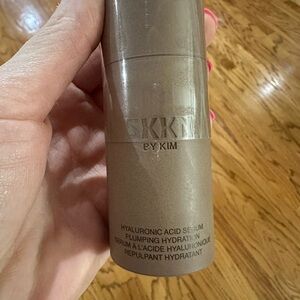 SKKN
BY KIM
HYALURONIC ACID SERUM
PLUMPING HYDRATION
SÉRUM À L'ACIDE HYALURONIQUE
REPULPANT HYDRATANT